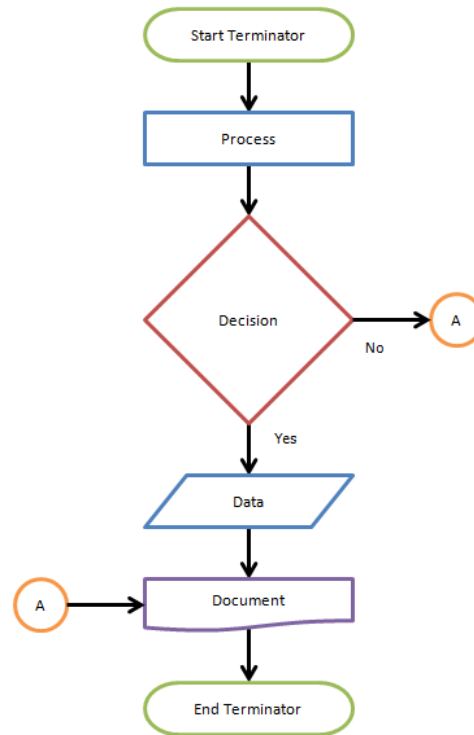 Start Terminator
Process
Decision
A
No
Yes
Data
A
Document
End Terminator